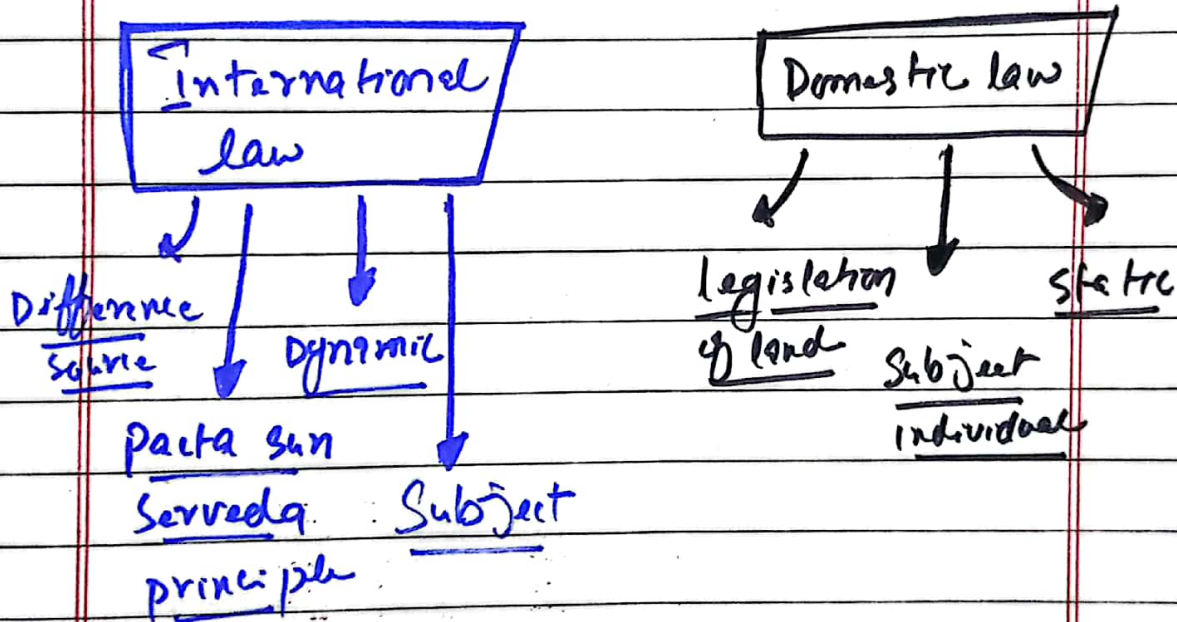 International
law
Difference
source
Pacta sun
Serveda
principle
Dynamic
Subject
Domestic law
legislation
of land
Subject
individual
static